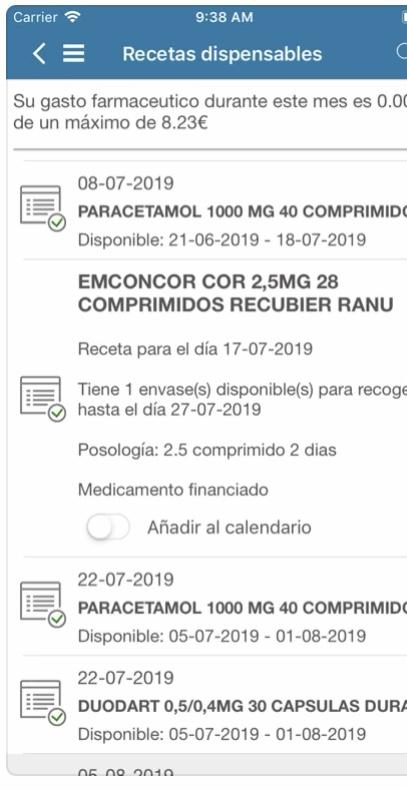 Carrier 9:38 AM
Recetas dispensables
Su gasto farmaceutico durante este mes es 0.00
de un máximo de 8.23€
08-07-2019
PARACETAMOL 1000 MG 40 COMPRIMIDO
Disponible: 21-06-2019 - 18-07-2019
EMCONCOR COR 2,5MG 28
COMPRIMIDOS RECUBIER RANU
Receta para el día 17-07-2019
Tiene 1 envase(s) disponible(s) para recoge
hasta el día 27-07-2019
Posología: 2.5 comprimido 2 dias
Medicamento financiado
Añadir al calendario
22-07-2019
PARACETAMOL 1000 MG 40 COMPRIMIDO
Disponible: 05-07-2019 - 01-08-2019
22-07-2019
DUODART 0,5/0,4MG 30 CAPSULAS DURA
Disponible: 05-07-2019 - 01-08-2019
05-08-2019